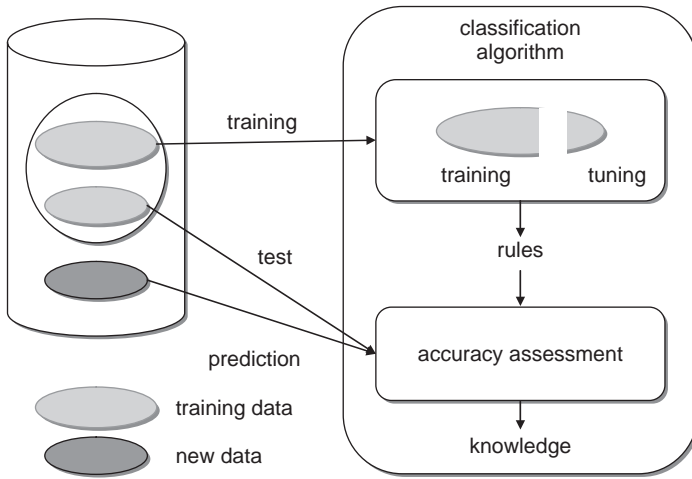 classification
algorithm
training
training
tuning
test
rules
prediction
accuracy assessment
training data
new data
knowledge